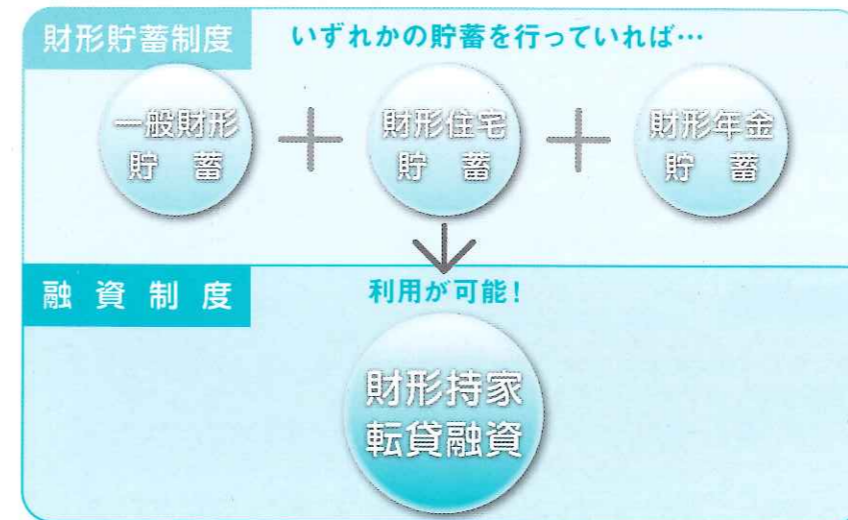 財形貯蓄制度
いずれかの貯蓄を行っていれば…
一般財形
貯蓄
+
財形住宅
貯蓄
+
財形年金
貯蓄
融資制度
利用が可能!
財形持家
転貸融資